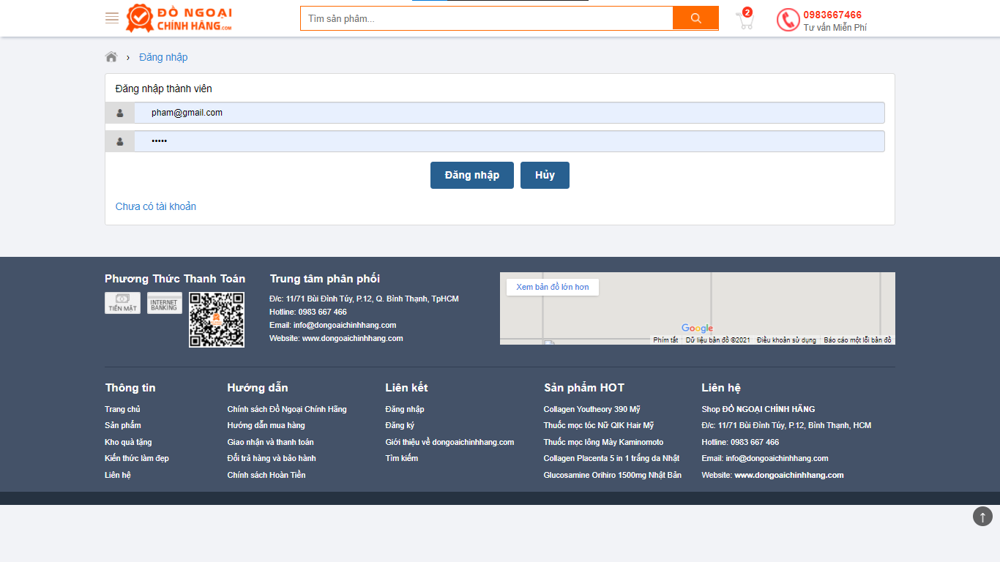 ĐỒ NGOẠI
CHÍNH HÃNG.COM
Tìm sản phẩm...
2
0983667466
Tư vấn Miễn Phí
› Đăng nhập
Đăng nhập thành viên
pham@gmail.com
•••••
Đăng nhập
Hủy
Chưa có tài khoản
Phương Thức Thanh Toán
TIỀN MẶT
INTERNET
BANKING
Trung tâm phân phối
Đ/c: 11/71 Bùi Đình Túy, P.12, Q. Bình Thạnh, TpHCM
Hotline: 0983 667 466
Email: info@dongoaichinhhang.com
Website: www.dongoaichinhhang.com
Xem bản đồ lớn hơn
Google
Phím tắt
Dữ liệu bản đồ ©2021
Điều khoản sử dụng
Báo cáo một lỗi bản đồ
Thông tin
Trang chủ
Sản phẩm
Kho quà tặng
Kiến thức làm đẹp
Liên hệ
Hướng dẫn
Chính sách Đồ Ngoại Chính Hãng
Hướng dẫn mua hàng
Giao nhận và thanh toán
Đổi trả hàng và bảo hành
Chính sách Hoàn Tiền
Liên kết
Đăng nhập
Đăng ký
Giới thiệu về dongoaichinhhang.com
Tìm kiếm
Sản phẩm HOT
Collagen Youtheory 390 Mỹ
Thuốc mọc tóc Nữ QIK Hair Mỹ
Thuốc mọc lông Mày Kaminomoto
Collagen Placenta 5 in 1 trắng da Nhật
Glucosamine Orihiro 1500mg Nhật Bản
Liên hệ
Shop ĐỒ NGOẠI CHÍNH HÃNG
Đ/c: 11/71 Bùi Đình Túy, P.12, Bình Thạnh, HCM
Hotline: 0983 667 466
Email: info@dongoaichinhhang.com
Website: www.dongoaichinhhang.com